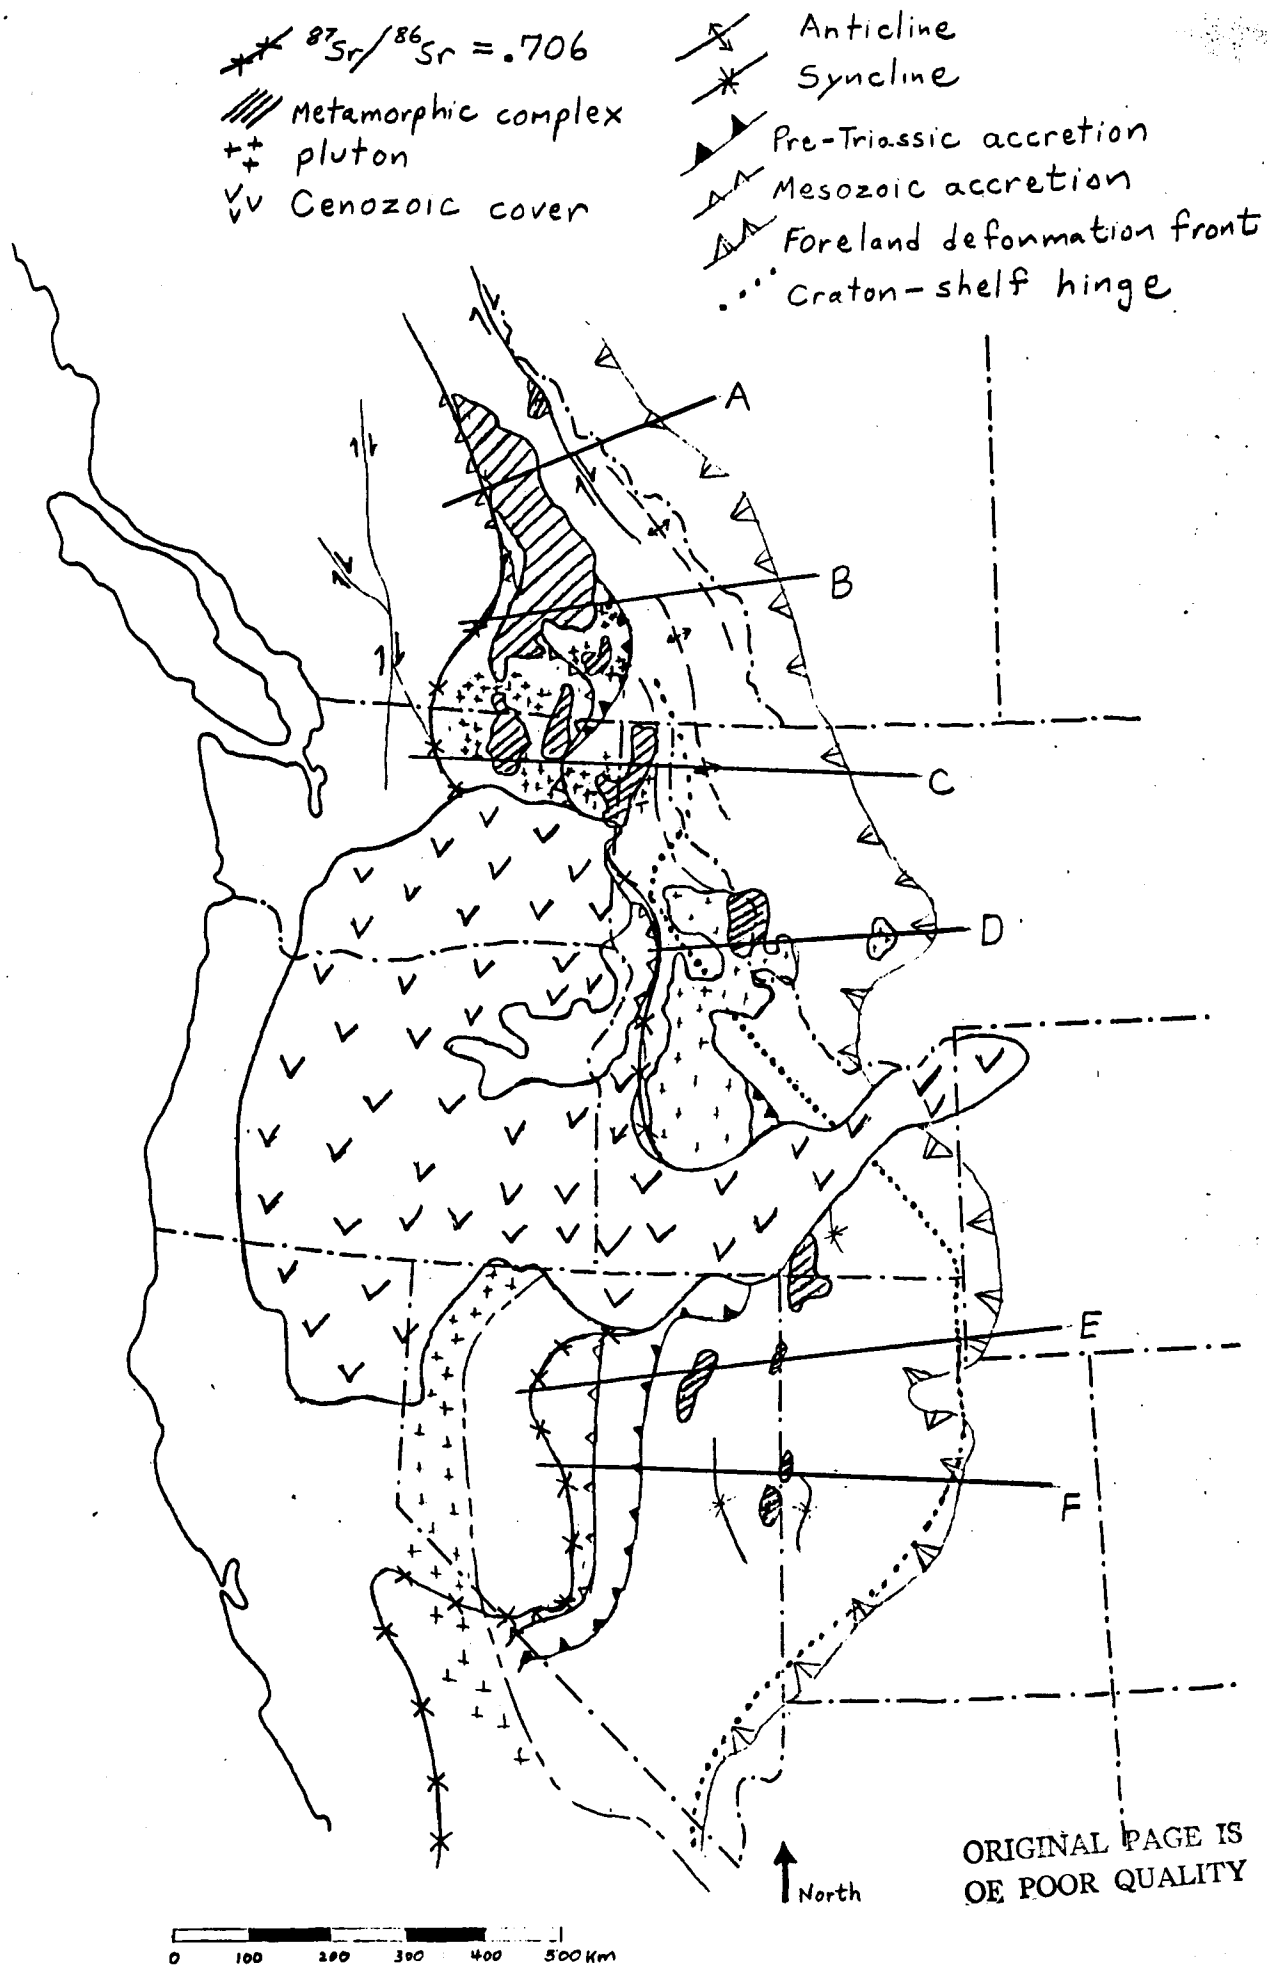 87Sr/86Sr = .706
Metamorphic complex
pluton
Cenozoic cover
Anticline
Syncline
Pre-Triassic accretion
Mesozoic accretion
Foreland defonmation front
Craton-shelf hinge
A
B
C
D
E
F
North
ORIGINAL PAGE IS
OE POOR QUALITY
0 100 200 300 400 500 Km